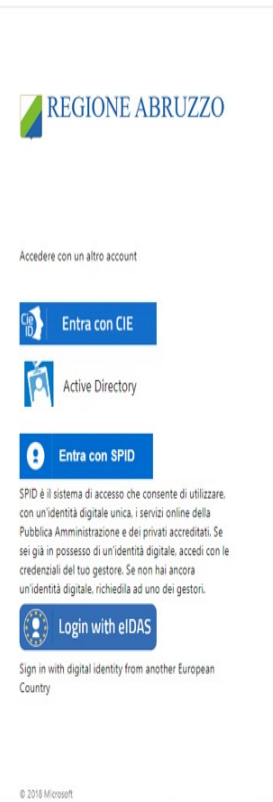 REGIONE ABRUZZO
Accedere con un altro account
Cie
ID
Entra con CIE
Active Directory
Entra con SPID
SPID è il sistema di accesso che consente di utilizzare,
con un'identità digitale unica, i servizi online della
Pubblica Amministrazione e dei privati accreditati. Se
sei già in possesso di un'identità digitale, accedi con le
credenziali del tuo gestore. Se non hai ancora
un'identità digitale, richiedila ad uno dei gestori.
Login with eIDAS
Sign in with digital identity from another European
Country
© 2018 Microsoft